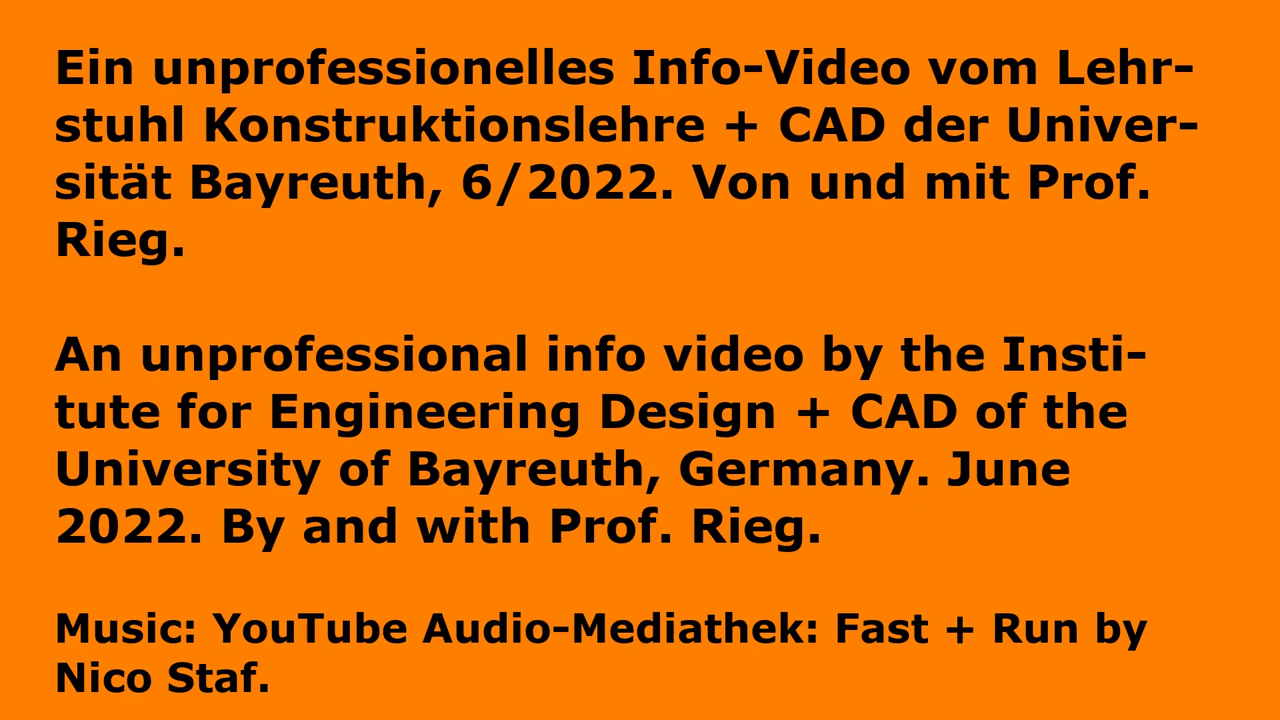 Ein unprofessionelles Info-Video vom Lehr-
stuhl Konstruktionslehre + CAD der Univer-
sität Bayreuth, 6/2022. Von und mit Prof.
Rieg.
An unprofessional info video by the Insti-
tute for Engineering Design + CAD of the
University of Bayreuth, Germany. June
2022. By and with Prof. Rieg.
Music: YouTube Audio-Mediathek: Fast + Run by
Nico Staf.